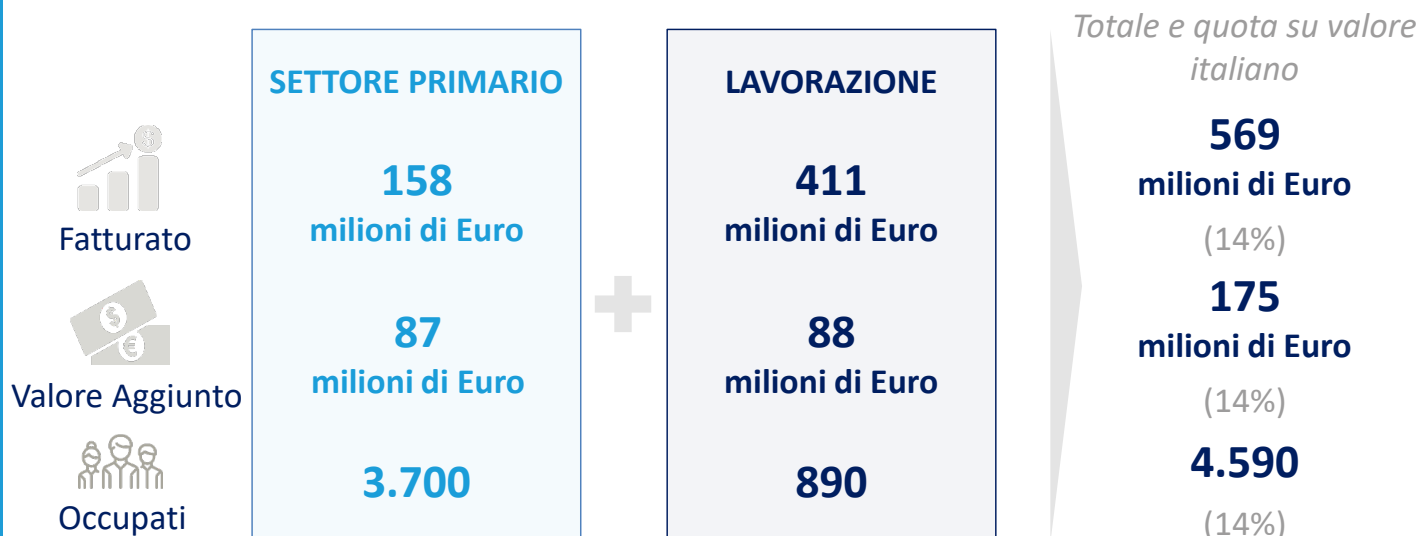 Totale e quota su valore
italiano
SETTORE PRIMARIO
LAVORAZIONE
Fatturato
158
milioni di Euro
411
milioni di Euro
569
milioni di Euro
(14%)
Valore Aggiunto
87
milioni di Euro
88
milioni di Euro
175
milioni di Euro
(14%)
Occupati
3.700
890
4.590
(14%)